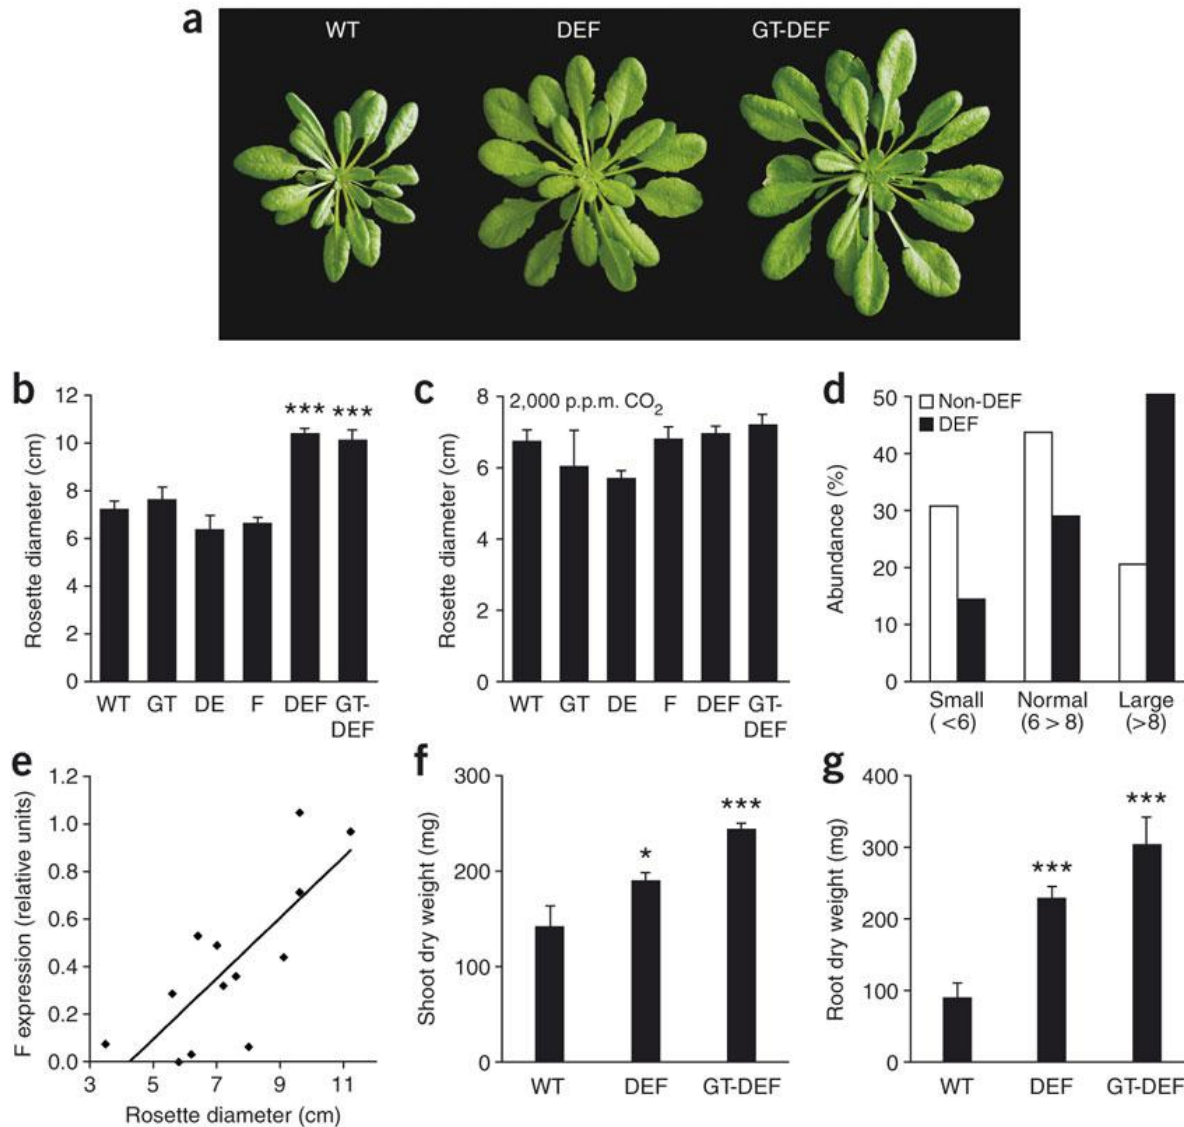 a
WT DEF GT-DEF
b
Rosette diameter (cm)
12
10
8
6
4
2
0
*** ***
WT GT DE F DEF GT-
DEF
c
Rosette diameter (cm)
8
6
4
2
0
2,000 p.p.m. CO2
WT GT DE F DEF GT-
DEF
d
Abundance (%)
50
40
30
20
10
0
Non-DEF
DEF
Small Normal Large
( <6) (6 > 8) (>8)
e
F expression (relative units)
1.2
1.0
0.8
0.6
0.4
0.2
0.0
3 5 7 9 11
Rosette diameter (cm)
f
Shoot dry weight (mg)
300
200
100
0
* ***
WT DEF GT-DEF
g
Root dry weight (mg)
400
300
200
100
0
*** ***
WT DEF GT-DEF